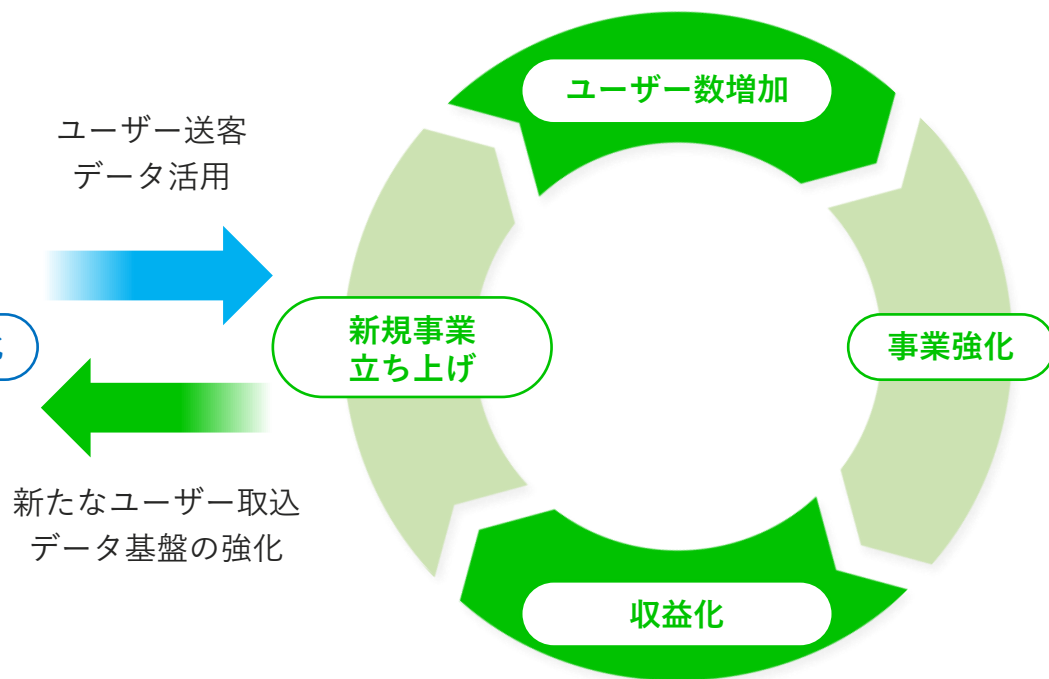 ユーザー数増加
ユーザー送客
データ活用
新規事業
立ち上げ
事業強化
新たなユーザー取込
データ基盤の強化
収益化